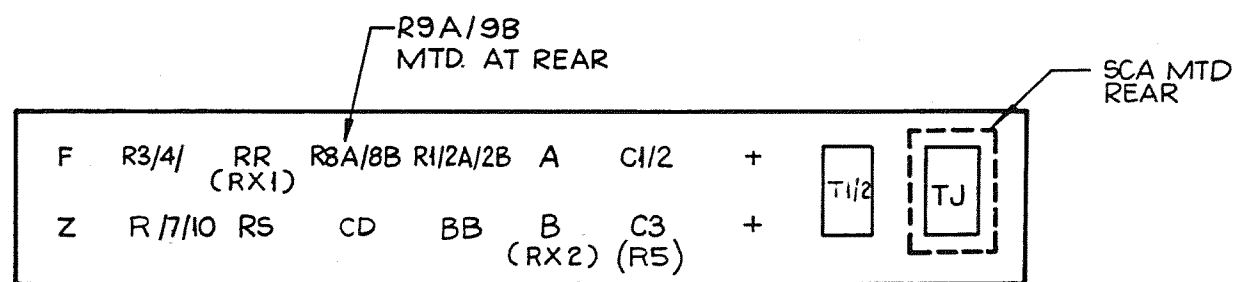 R9A/9B
MTD. AT REAR
SCA MTD
REAR
F R3/4/ RR R8A/8B R1/2A/2B A C1/2 +
(RX1)
T1/2 TJ
Z R /7/10 RS CD BB B C3 +
(RX2) (R5)